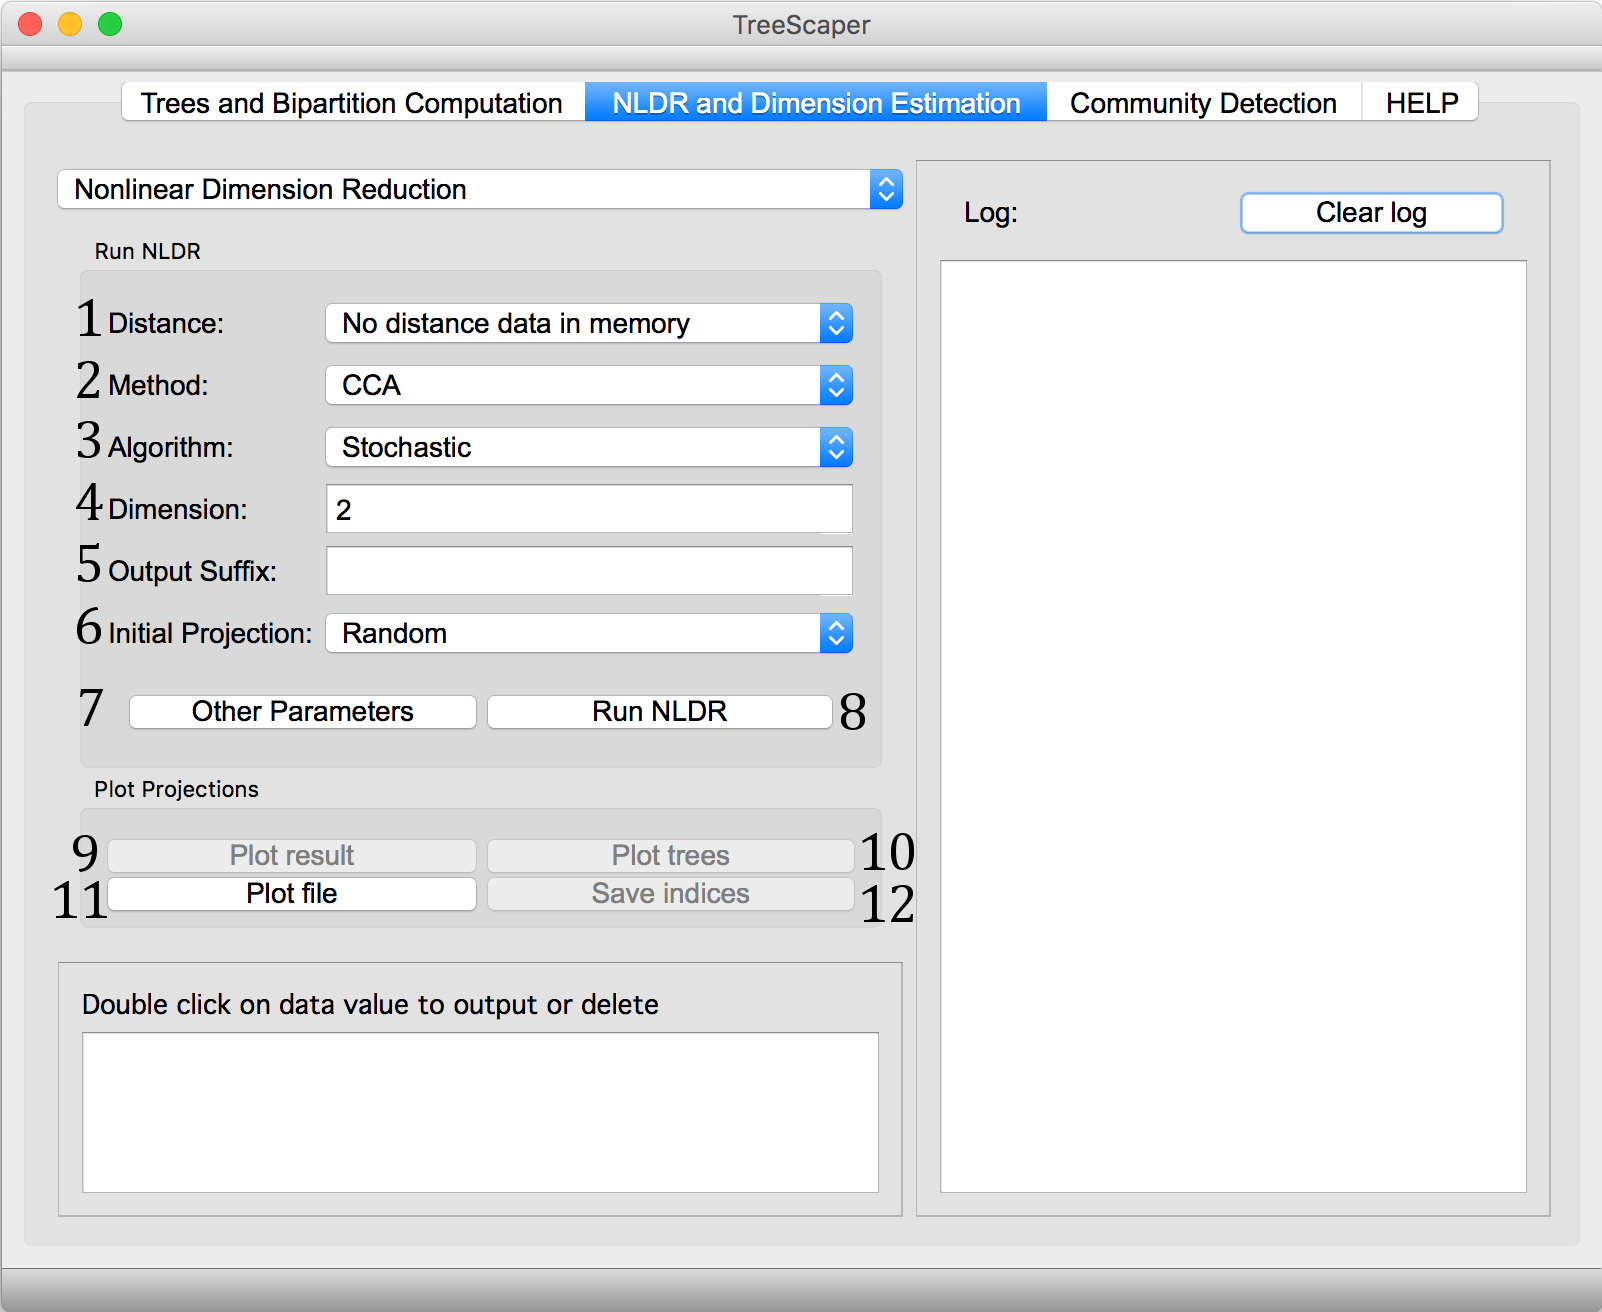 TreeScaper
Trees and Bipartition Computation NLDR and Dimension Estimation Community Detection HELP
Nonlinear Dimension Reduction
Run NLDR
1 Distance: No distance data in memory
2 Method: CCA
3 Algorithm: Stochastic
4 Dimension: 2
5 Output Suffix:
6 Initial Projection: Random
7 Other Parameters Run NLDR 8
Plot Projections
9 Plot result Plot trees 10
11 Plot file Save indices 12
Double click on data value to output or delete
Log: Clear log